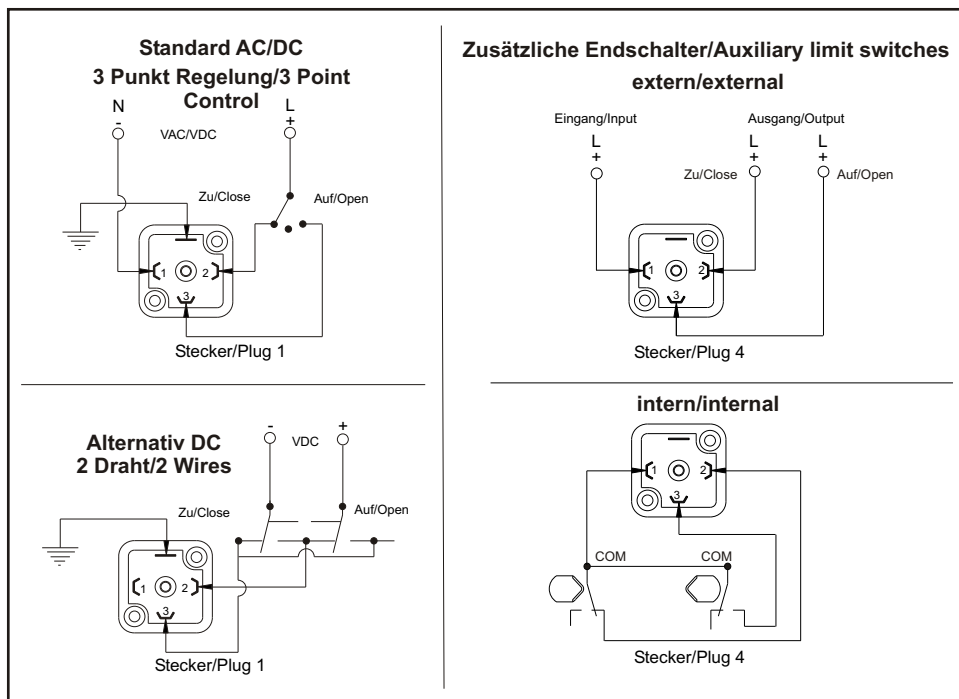 Standard AC/DC
3 Punkt Regelung/3 Point
Control
N
-
L
+
VAC/VDC
Zu/Close
Auf/Open
1
2
3
Stecker/Plug 1
Zusätzliche Endschalter/Auxiliary limit switches
extern/external
Eingang/Input
Ausgang/Output
L
+
L
+
L
+
Zu/Close
Auf/Open
1
2
3
Stecker/Plug 4
Alternativ DC
2 Draht/2 Wires
-
VDC
+
Zu/Close
Auf/Open
1
2
3
Stecker/Plug 1
intern/internal
1
2
3
COM
COM
Stecker/Plug 4